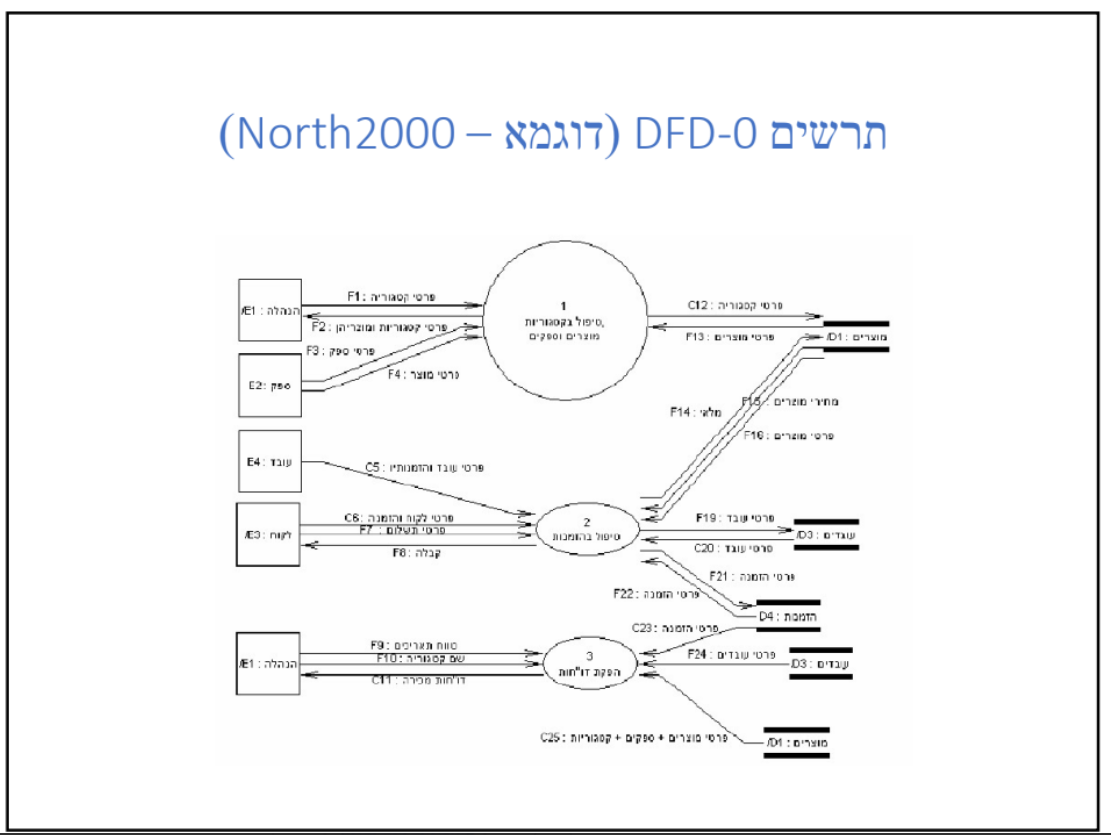 תרשים DFD-0 (דוגמא – North2000)
E1/ : הנהלה
F1 : פרטי קטגוריה
F2 : פרטי קטגוריות ומוצריהן
F3 : פרטי ספק
F4 : פרטי מוצר
E2 : ספק
1
טיפול בקטגוריות,
מוצרים וספקים
C12 : פרטי קטגוריה
F13 : פרטי מוצרים
D1/ : מוצרים
F14 : מלאי
F15 : מחירי מוצרים
F16 : פרטי מוצרים
E4 : עובד
C5 : פרטי עובד והזמנותיו
E3/ : לקוח
C6 : פרטי לקוח והזמנה
F7 : פרטי תשלום
F8 : קבלה
2
טיפול בהזמנות
F19 : פרטי עובד
C20 : פרטי עובד
D3/ : עובדים
F21 : פרטי הזמנה
F22 : פרטי הזמנה
D4 : הזמנות
C23 : פרטי הזמנה
E1/ : הנהלה
F9 : טווח תאריכים
F10 : שם קטגוריה
C11 : דו"חות מכירה
3
הפקת דו"חות
F24 : פרטי עובדים
D3/ : עובדים
C25 : פרטי מוצרים + ספקים + קטגוריות
D1/ : מוצרים